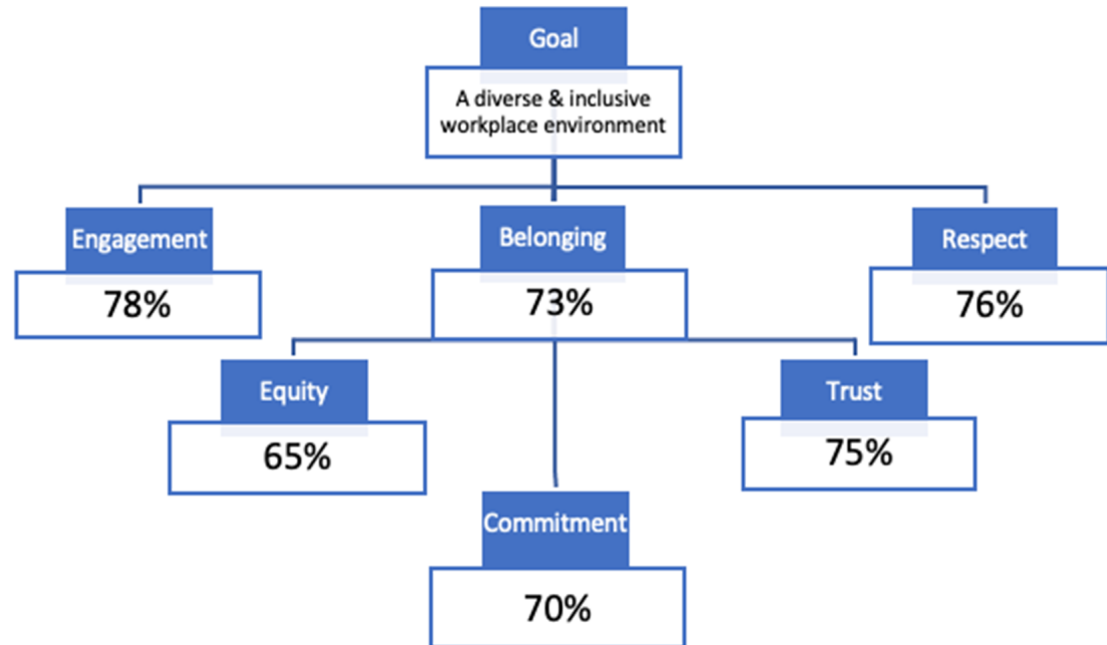 Goal
A diverse & inclusive
workplace environment
Engagement
78%
Belonging
73%
Respect
76%
Equity
65%
Trust
75%
Commitment
70%